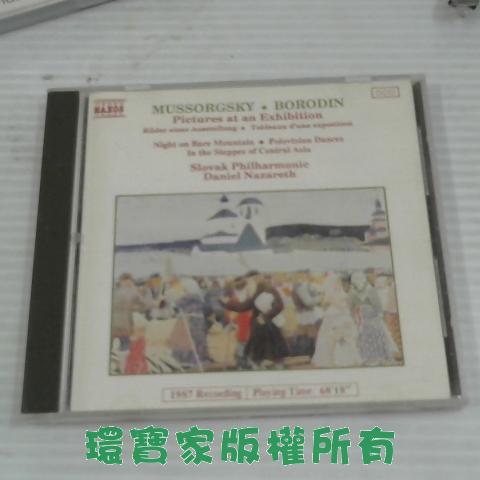 NAXOS
DDD
MUSSORGSKY • BORODIN
Pictures at an Exhibition
Bilder einer Ausstellung • Tableaux d'une exposition
Night on Bare Mountain • Polovtsian Dances
In the Steppes of Central Asia
Slovak Philharmonic
Daniel Nazareth
1987 Recording | Playing Time: 68'18"
環寶家版權所有